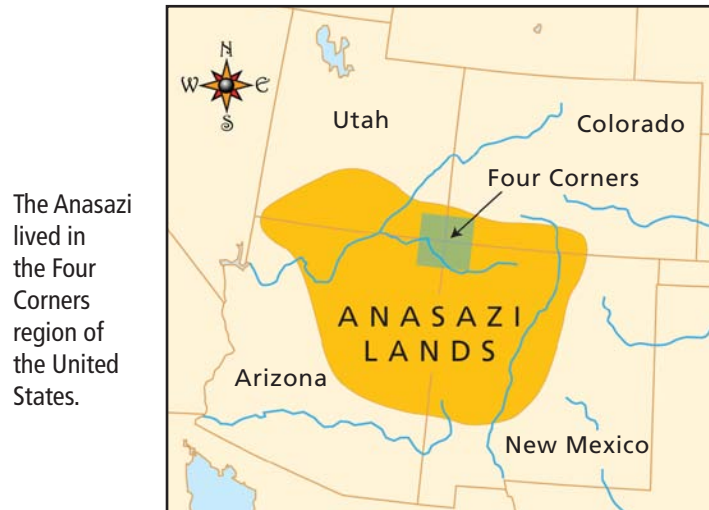 The Anasazi
lived in
the Four
Corners
region of
the United
States.
N
W
E
S
Utah
Colorado
Four Corners
ANASAZI
LANDS
Arizona
New Mexico